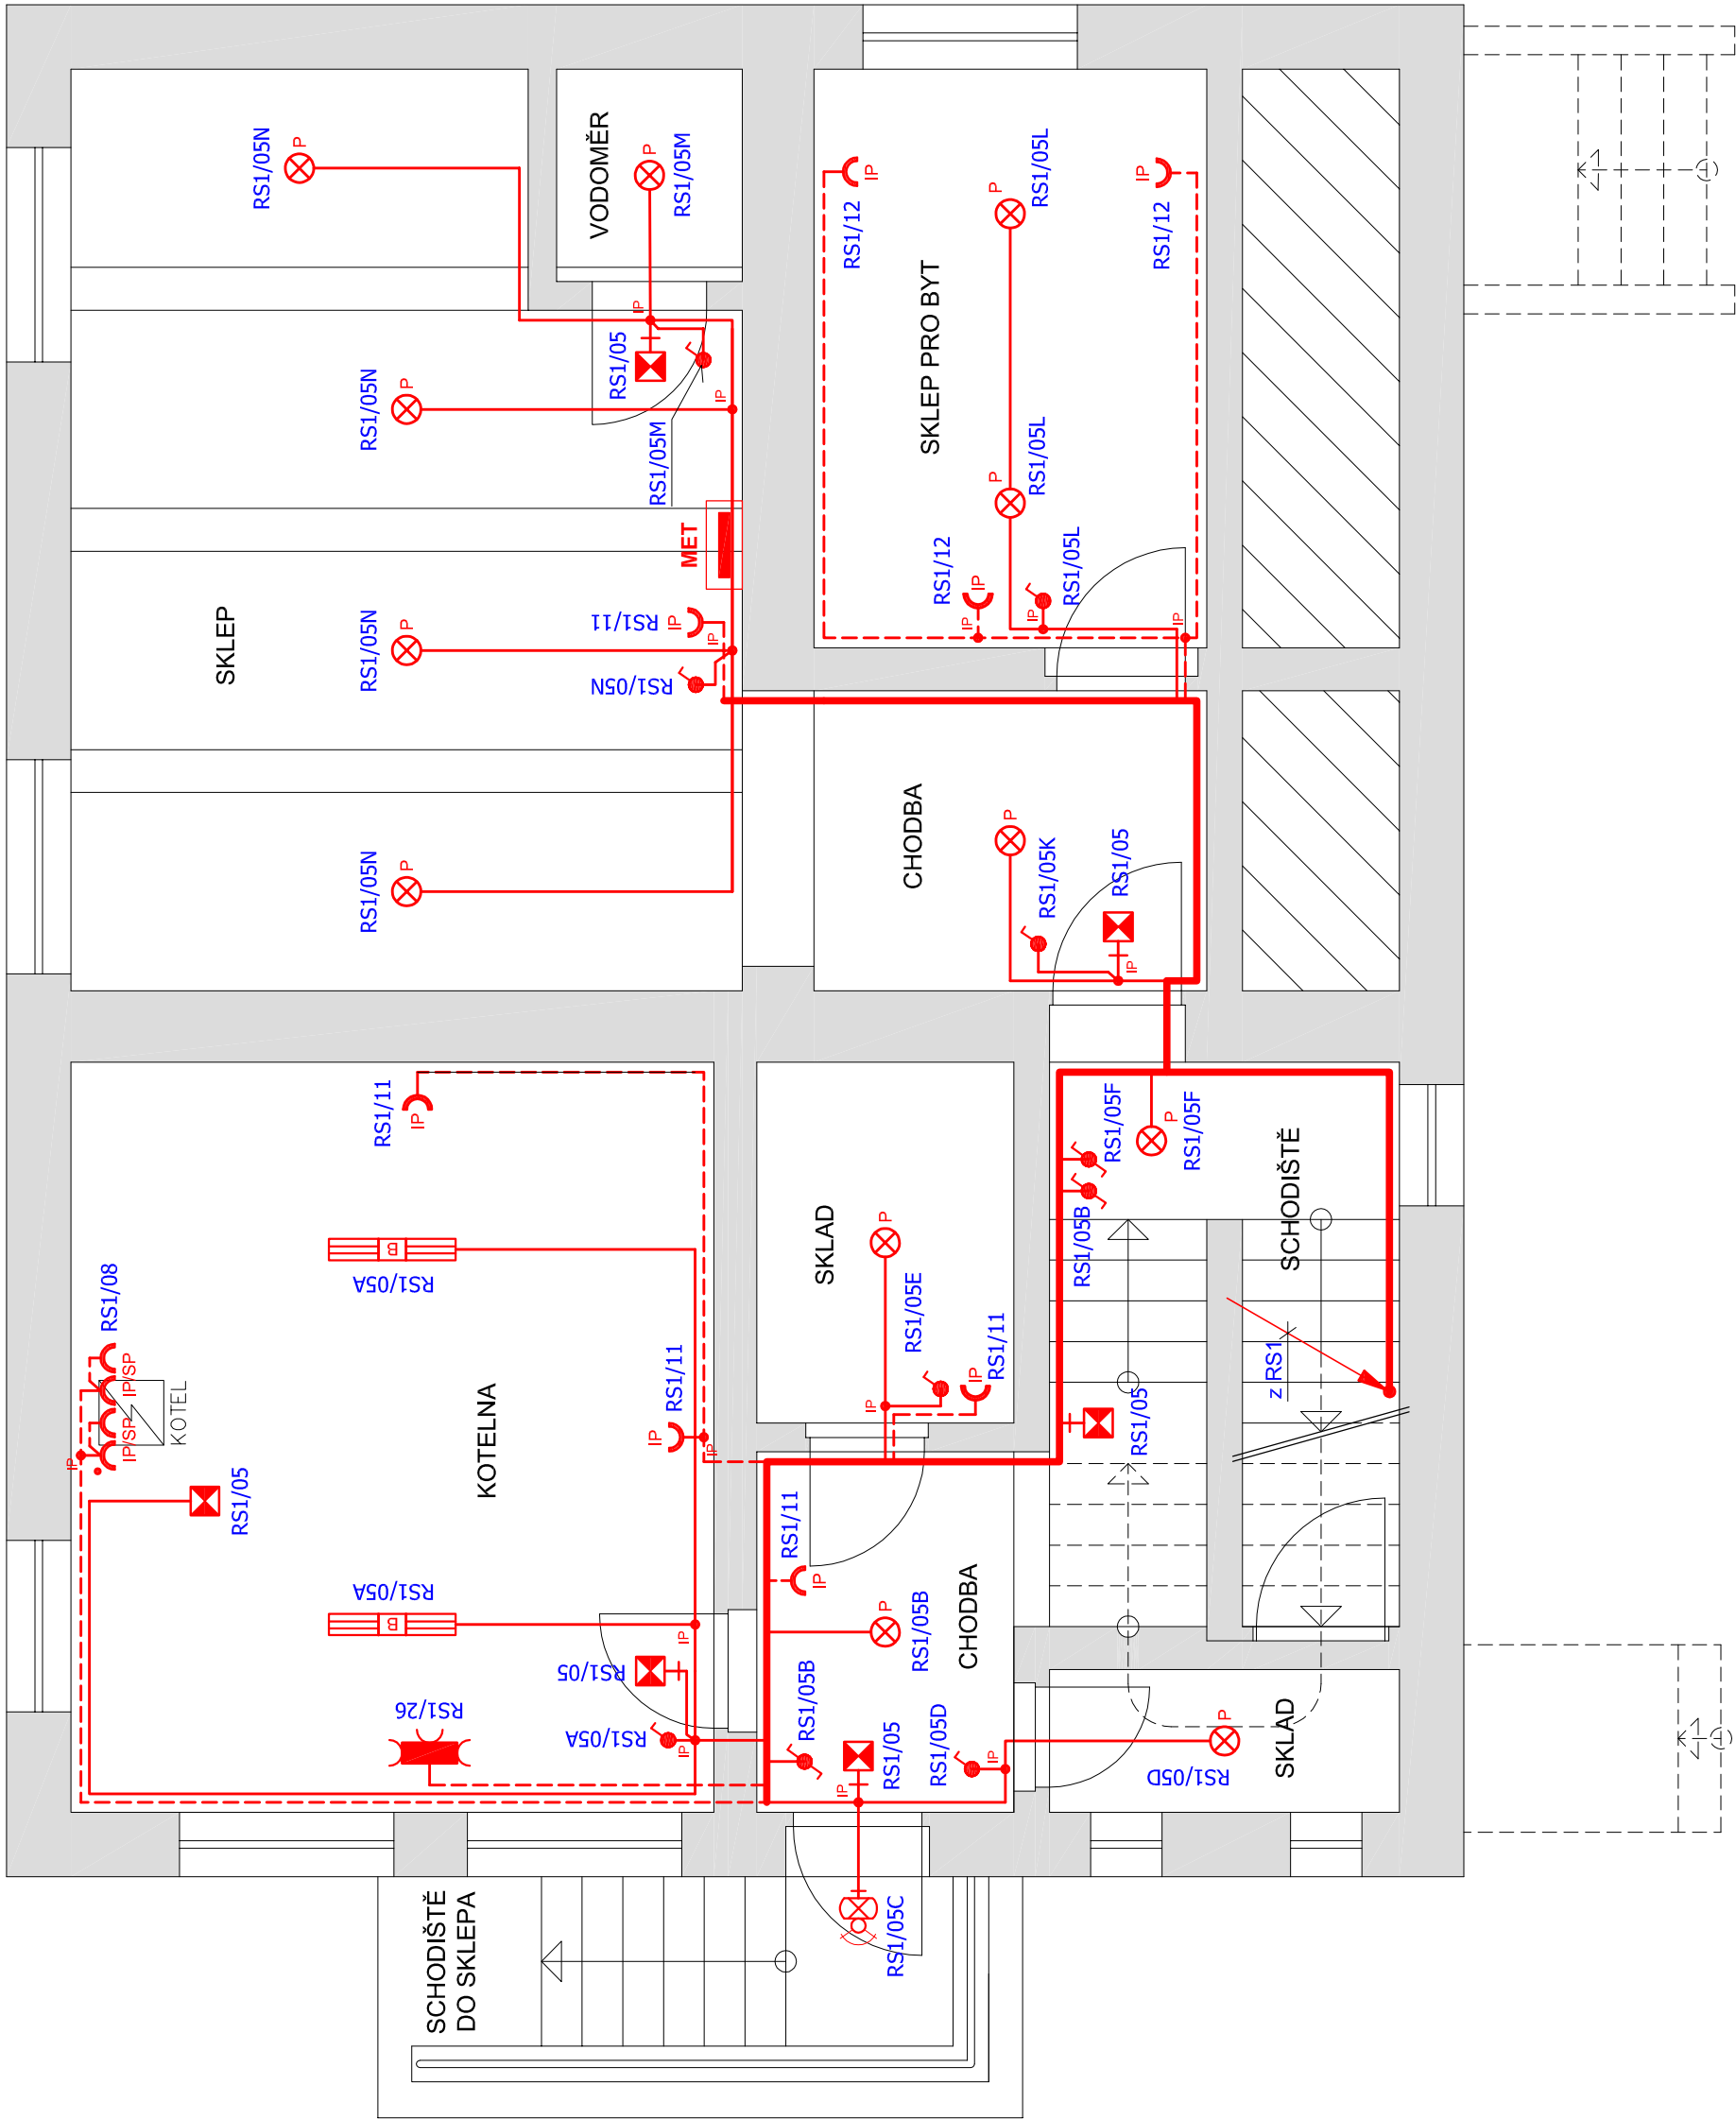 RS1/05N
P
VODOMĚR
RS1/05M
P
IP
RS1/05
RS1/05M
RS1/05N
P
IP
MET
SKLEP
RS1/05N
P
RS1/11
IP
IP
RS1/05N
RS1/05N
P
RS1/12
IP
IP
RS1/12
P
RS1/05L
SKLEP PRO BYT
P
RS1/05L
RS1/12
IP
IP
RS1/05L
IP
IP
CHODBA
P
RS1/05K
RS1/05
IP
RS1/11
IP
RS1/05A
RS1/08
IP/SP
IP/SP
IP
KOTEL
RS1/05
KOTELNA
RS1/11
IP
IP
RS1/05A
IP
RS1/05
RS1/26
RS1/05A
IP
SKLAD
P
RS1/05E
IP
RS1/11
RS1/05F
P
RS1/05F
RS1/05B
SCHODIŠTĚ
z RS1
RS1/05
RS1/11
IP
P
RS1/05B
CHODBA
RS1/05B
IP
RS1/05
RS1/05D
IP
P
RS1/05D
SKLAD
SCHODIŠTĚ
DO SKLEPA
RS1/05C